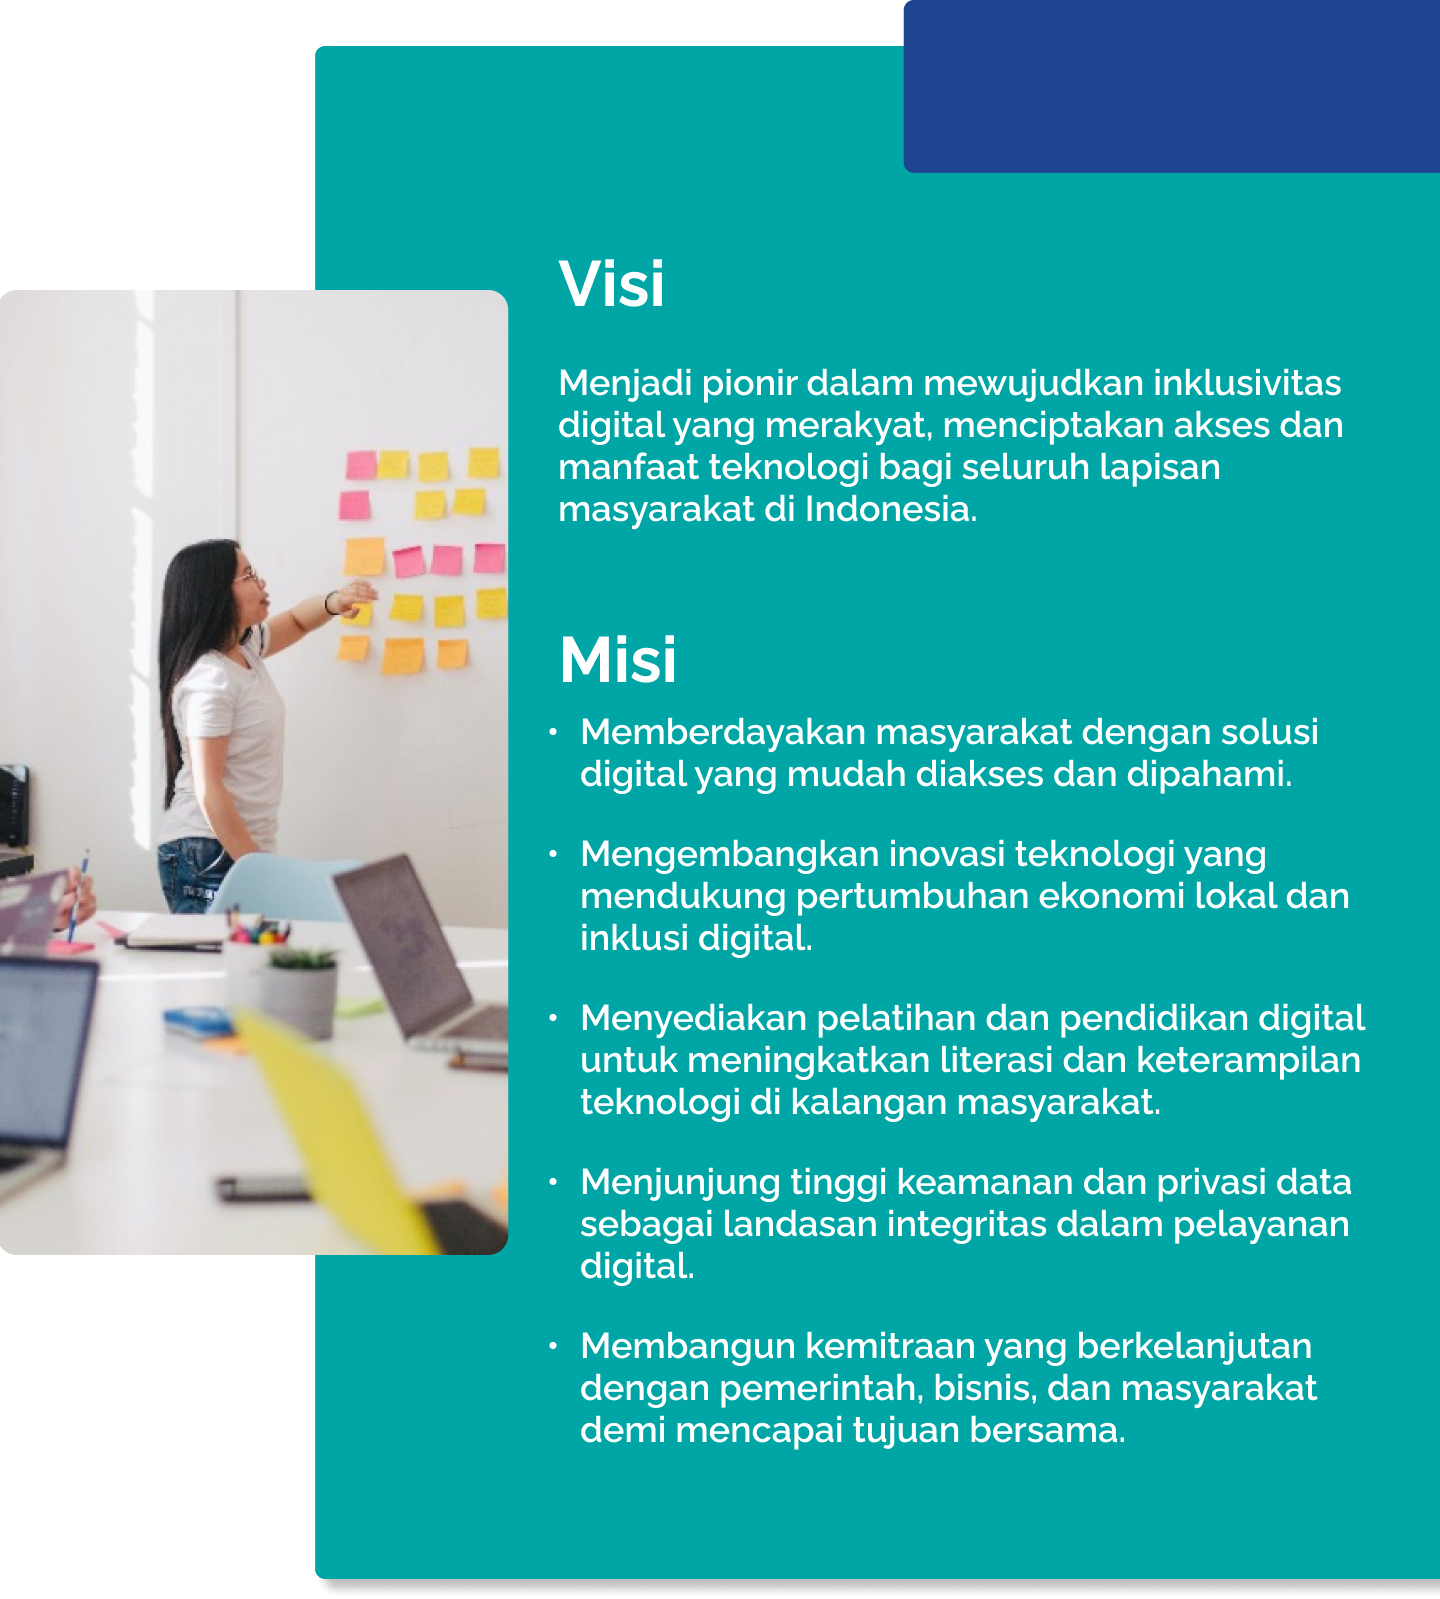 Visi
Menjadi pionir dalam mewujudkan inklusivitas
digital yang merakyat, menciptakan akses dan
manfaat teknologi bagi seluruh lapisan
masyarakat di Indonesia.
Misi
• Memberdayakan masyarakat dengan solusi
digital yang mudah diakses dan dipahami.
• Mengembangkan inovasi teknologi yang
mendukung pertumbuhan ekonomi lokal dan
inklusi digital.
• Menyediakan pelatihan dan pendidikan digital
untuk meningkatkan literasi dan keterampilan
teknologi di kalangan masyarakat.
• Menjunjung tinggi keamanan dan privasi data
sebagai landasan integritas dalam pelayanan
digital.
• Membangun kemitraan yang berkelanjutan
dengan pemerintah, bisnis, dan masyarakat
demi mencapai tujuan bersama.